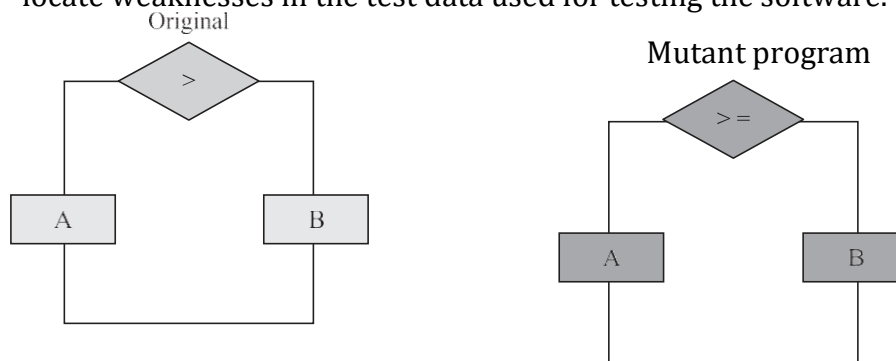 locate weaknesses in the test data used for testing the software.
Original
Mutant program
>
> =
A
B
A
B